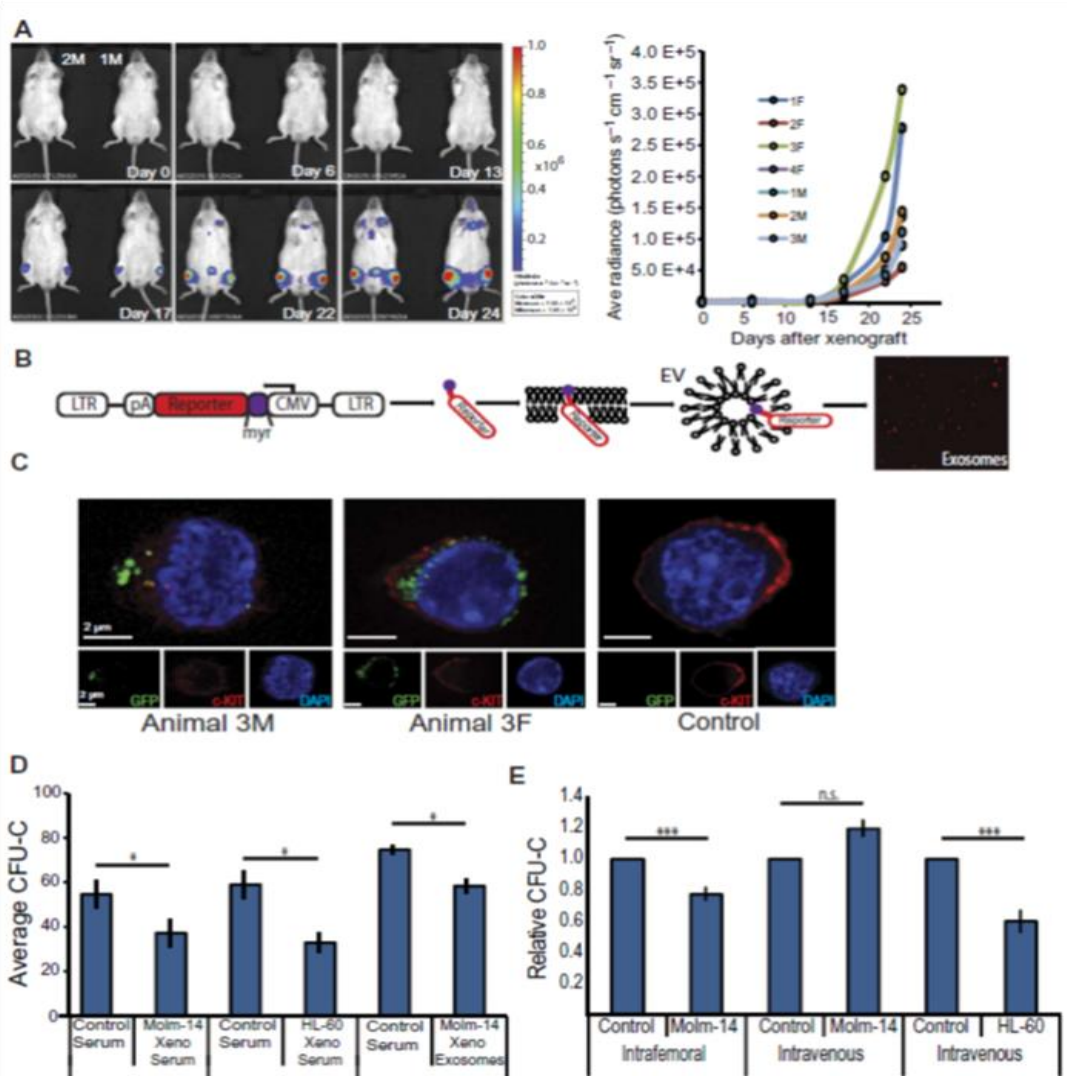 A
2M 1M
Day 0
Day 6
Day 13
Day 17
Day 22
Day 24
1.0
0.8
0.6
x10⁶
0.4
0.2
Ave radiance (photons s⁻¹ cm⁻¹ sr⁻¹)
4.0 E+5
3.5 E+5
3.0 E+5
2.5 E+5
2.0 E+5
1.5 E+5
1.0 E+5
5.0 E+4
1F
2F
3F
4F
1M
2M
3M
0 5 10 15 20 25
Days after xenograft
B
LTR pA Reporter CMV LTR
myr
Reporter
Reporter
EV
Reporter
Exosomes
C
2 µm
2 µm
GFP c-KIT DAPI
GFP c-KIT DAPI
GFP c-KIT DAPI
Animal 3M
Animal 3F
Control
D
Average CFU-C
100
80
60
40
20
0
* * *
Control Serum
Molm-14 Xeno Serum
Control Serum
HL-60 Xeno Serum
Control Serum
Molm-14 Xeno Exosomes
E
Relative CFU-C
1.4
1.2
1.0
0.8
0.6
0.4
0.2
*** n.s. ***
Control Molm-14 Control Molm-14 Control HL-60
Intrafemoral Intravenous Intravenous